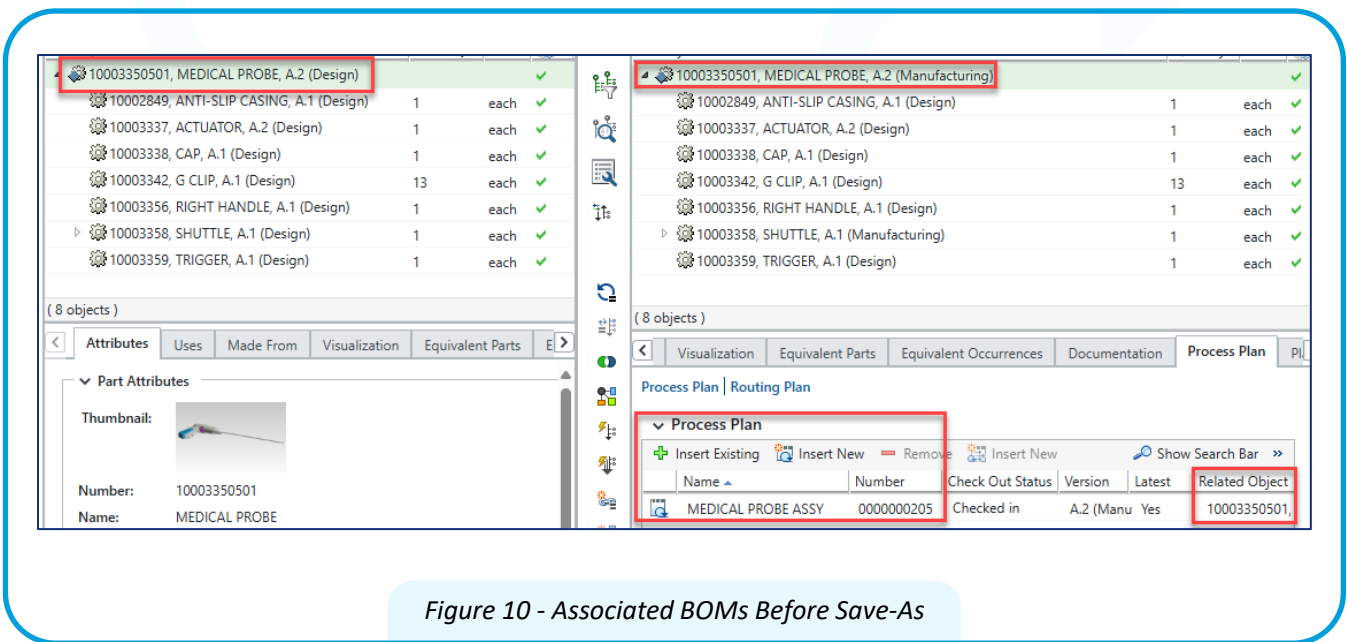 10003350501, MEDICAL PROBE, A.2 (Design)
10002849, ANTI-SLIP CASING, A.1 (Design) 1 each
10003337, ACTUATOR, A.2 (Design) 1 each
10003338, CAP, A.1 (Design) 1 each
10003342, G CLIP, A.1 (Design) 13 each
10003356, RIGHT HANDLE, A.1 (Design) 1 each
10003358, SHUTTLE, A.1 (Design) 1 each
10003359, TRIGGER, A.1 (Design) 1 each
( 8 objects )
Attributes Uses Made From Visualization Equivalent Parts E
Part Attributes
Thumbnail:
Number: 10003350501
Name: MEDICAL PROBE
10003350501, MEDICAL PROBE, A.2 (Manufacturing)
10002849, ANTI-SLIP CASING, A.1 (Design) 1 each
10003337, ACTUATOR, A.2 (Design) 1 each
10003338, CAP, A.1 (Design) 1 each
10003342, G CLIP, A.1 (Design) 13 each
10003356, RIGHT HANDLE, A.1 (Design) 1 each
10003358, SHUTTLE, A.1 (Manufacturing) 1 each
10003359, TRIGGER, A.1 (Design) 1 each
( 8 objects )
Visualization Equivalent Parts Equivalent Occurrences Documentation Process Plan Pl
Process Plan | Routing Plan
Process Plan
Insert Existing Insert New Remove Insert New Show Search Bar »
Name Number Check Out Status Version Latest Related Object
MEDICAL PROBE ASSY 0000000205 Checked in A.2 (Manu Yes 10003350501,
Figure 10 - Associated BOMs Before Save-As